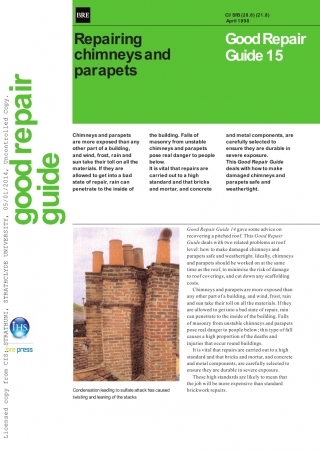 BRE
CI SfB (28.8) (21.8)
April 1998
Repairing
chimneys and
parapets
Good Repair
Guide 15
good repair
guide
Licensed copy from CIS: STRATHUNI, STRATHCLYDE UNIVERSITY, 05/01/2014, Uncontrolled Copy.
IHS
bre press
Chimneys and parapets
are more exposed than any
other part of a building,
and wind, frost, rain and
sun take their toll on all the
materials. If they are
allowed to get into a bad
state of repair, rain can
penetrate to the inside of
the building. Falls of
masonry from unstable
chimneys and parapets
pose real danger to people
below.
It is vital that repairs are
carried out to a high
standard and that bricks
and mortar, and concrete
and metal components, are
carefully selected to
ensure they are durable in
severe exposure.
This Good Repair Guide
deals with how to make
damaged chimneys and
parapets safe and
weathertight.
Good Repair Guide 14 gave some advice on
recovering a pitched roof. This Good Repair
Guide deals with two related problems at roof
level: how to make damaged chimneys and
parapets safe and weathertight. Ideally, chimneys
and parapets should be worked on at the same
time as the roof, to minimise the risk of damage
to roof coverings, and cut down any scaffolding
costs.
Chimneys and parapets are more exposed than
any other part of a building, and wind, frost, rain
and sun take their toll on all the materials. If they
are allowed to get into a bad state of repair, rain
can penetrate to the inside of the building. Falls
of masonry from unstable chimneys and parapets
pose real danger to people below; this type of fall
causes a high proportion of the deaths and
injuries that occur round buildings.
It is vital that repairs are carried out to a high
standard and that bricks and mortar, and concrete
and metal components, are carefully selected to
ensure they are durable in severe exposure.
These high standards are likely to mean that
the job will be more expensive than standard
brickwork repairs.
Condensation leading to sulfate attack has caused
twisting and leaning of the stacks